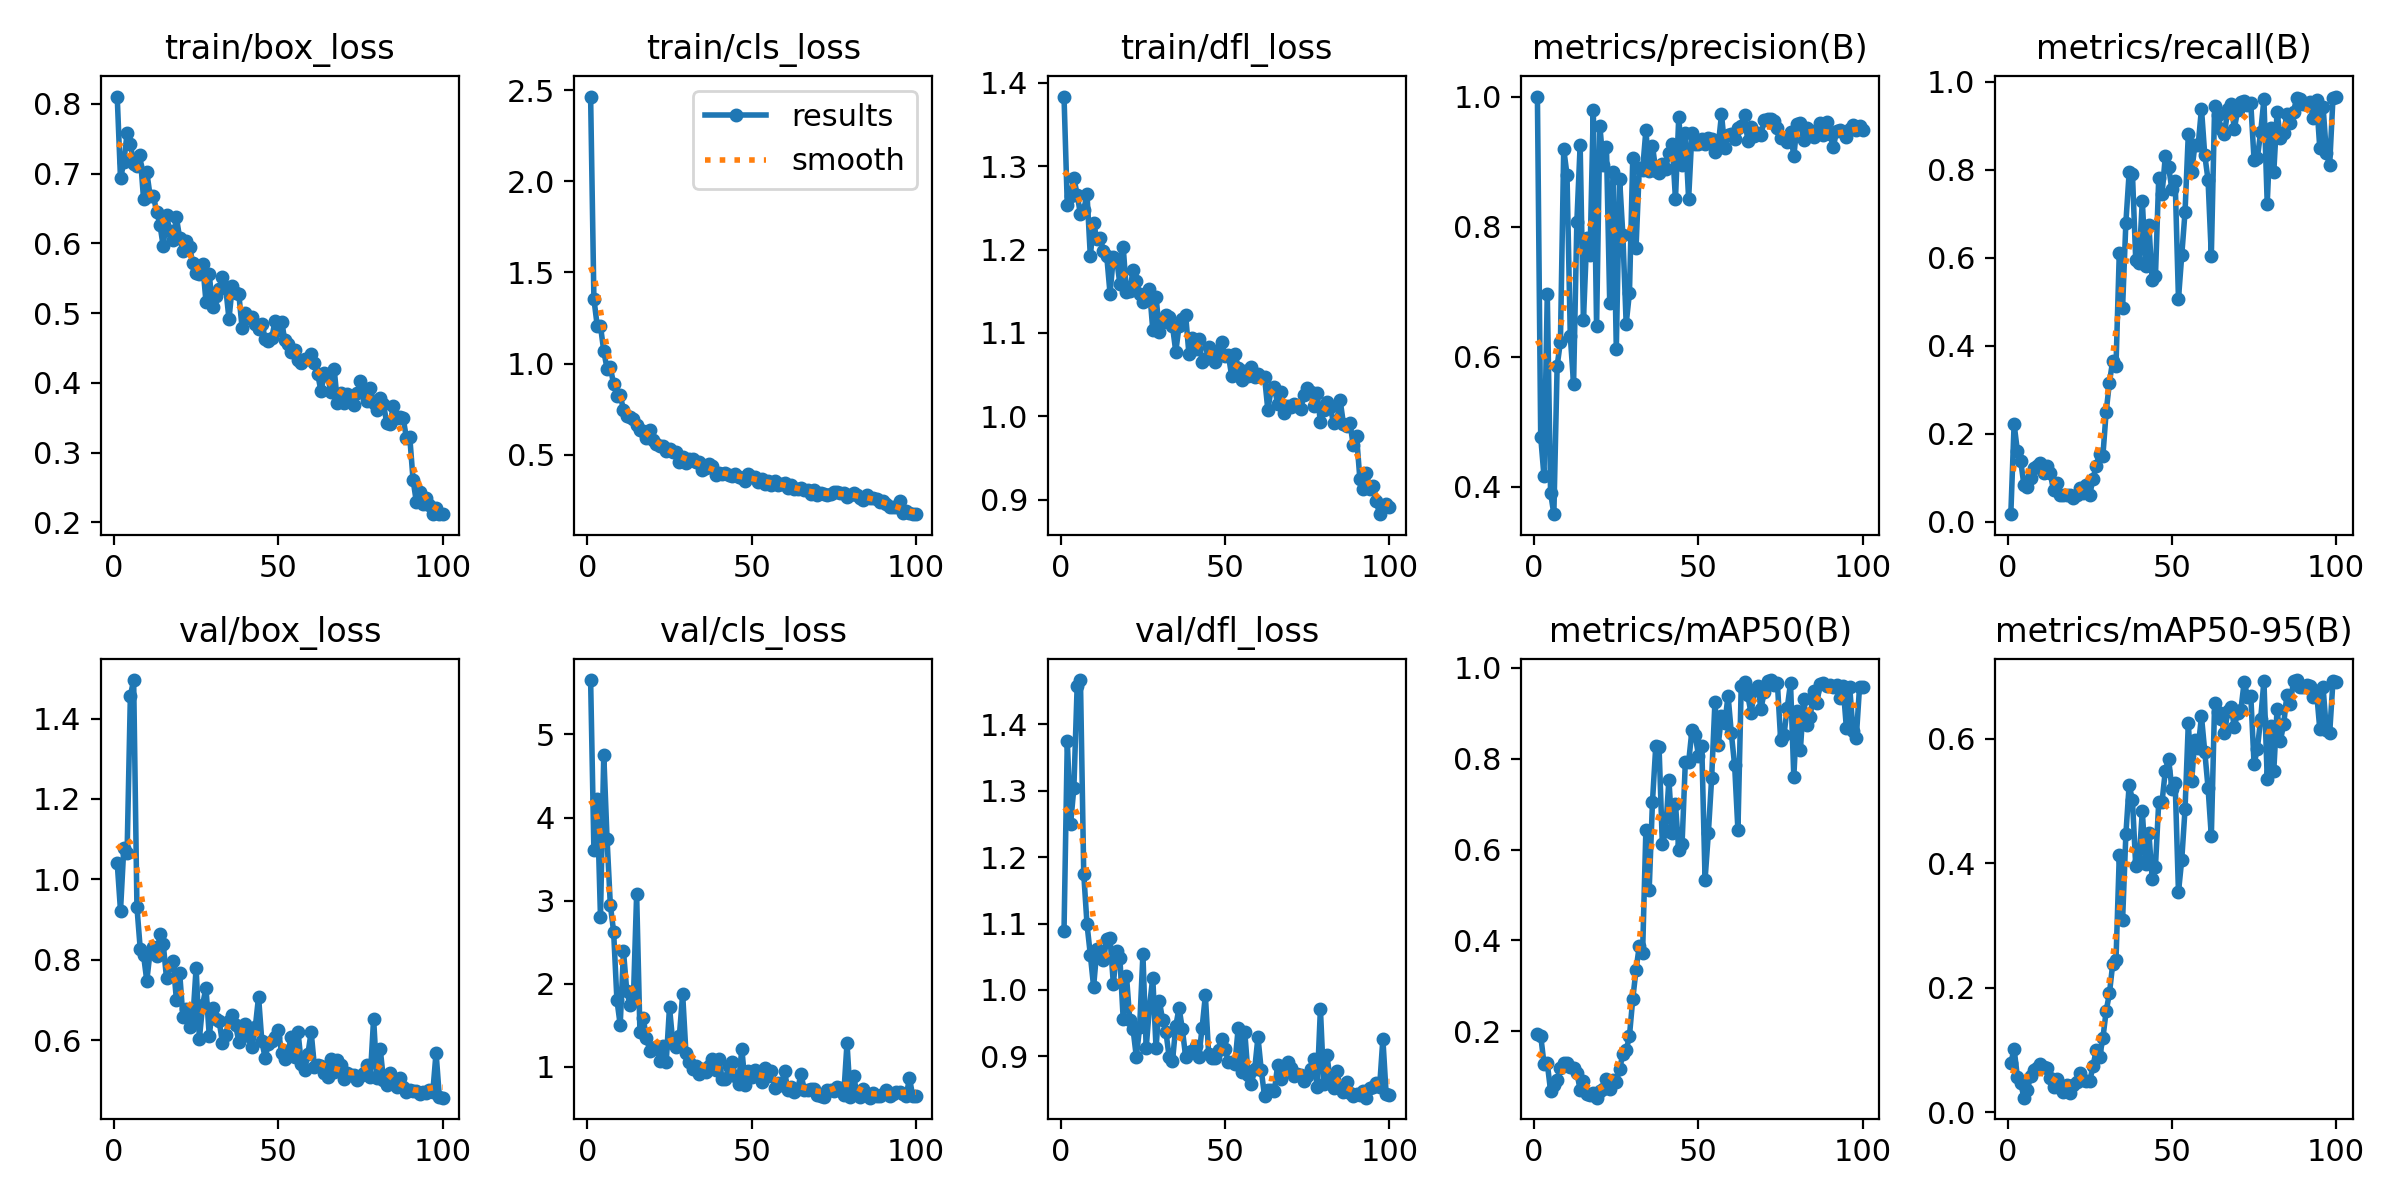 train/box_loss
train/cls_loss
train/dfl_loss
metrics/precision(B)
metrics/recall(B)
0.8
0.7
0.6
0.5
0.4
0.3
0.2
0 50 100
2.5
2.0
1.5
1.0
0.5
results
smooth
0 50 100
1.4
1.3
1.2
1.1
1.0
0.9
0 50 100
1.0
0.8
0.6
0.4
0 50 100
1.0
0.8
0.6
0.4
0.2
0.0
0 50 100
val/box_loss
val/cls_loss
val/dfl_loss
metrics/mAP50(B)
metrics/mAP50-95(B)
1.4
1.2
1.0
0.8
0.6
0 50 100
5
4
3
2
1
0 50 100
1.4
1.3
1.2
1.1
1.0
0.9
0 50 100
1.0
0.8
0.6
0.4
0.2
0 50 100
0.6
0.4
0.2
0.0
0 50 100